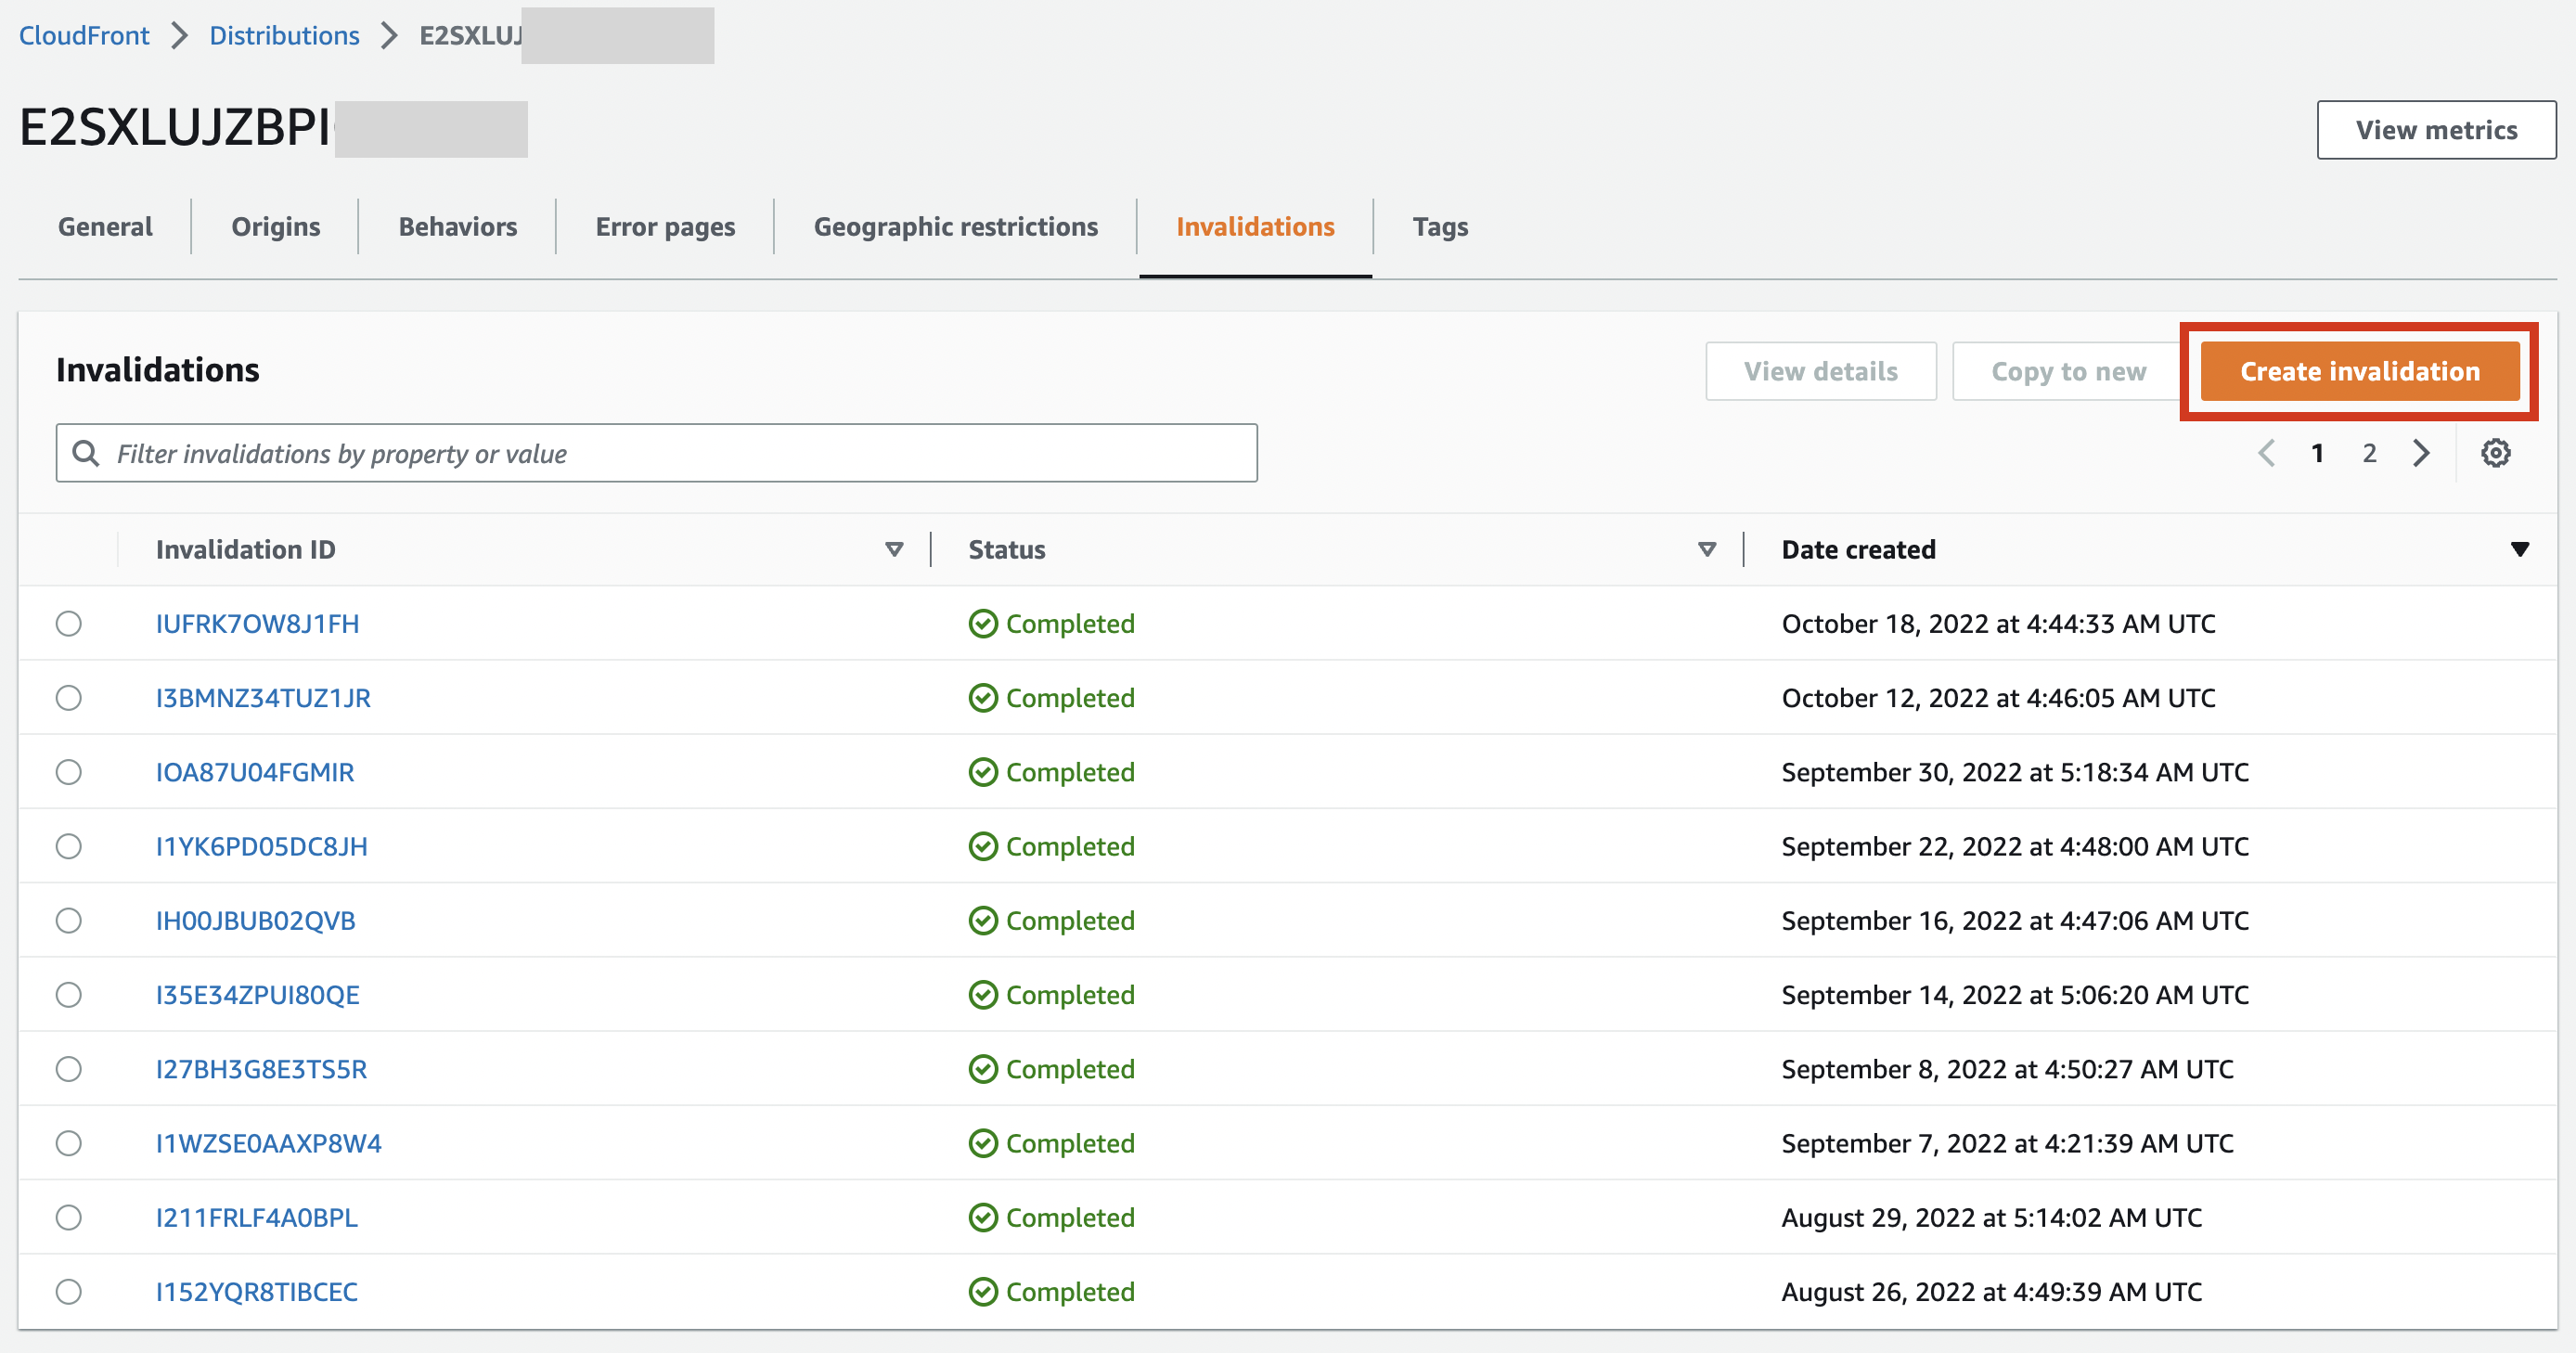 CloudFront Distributions E2SXLUJ
E2SXLUJZBPI
View metrics
General Origins Behaviors Error pages Geographic restrictions Invalidations Tags
Invalidations View details Copy to new Create invalidation
Filter invalidations by property or value 1 2
Invalidation ID Status Date created
IUFRK7OW8J1FH Completed October 18, 2022 at 4:44:33 AM UTC
I3BMNZ34TUZ1JR Completed October 12, 2022 at 4:46:05 AM UTC
IOA87U04FGMIR Completed September 30, 2022 at 5:18:34 AM UTC
I1YK6PD05DC8JH Completed September 22, 2022 at 4:48:00 AM UTC
IH00JBUB02QVB Completed September 16, 2022 at 4:47:06 AM UTC
I35E34ZPUI80QE Completed September 14, 2022 at 5:06:20 AM UTC
I27BH3G8E3TS5R Completed September 8, 2022 at 4:50:27 AM UTC
I1WZSE0AAXP8W4 Completed September 7, 2022 at 4:21:39 AM UTC
I211FRLF4A0BPL Completed August 29, 2022 at 5:14:02 AM UTC
I152YQR8TIBCEC Completed August 26, 2022 at 4:49:39 AM UTC